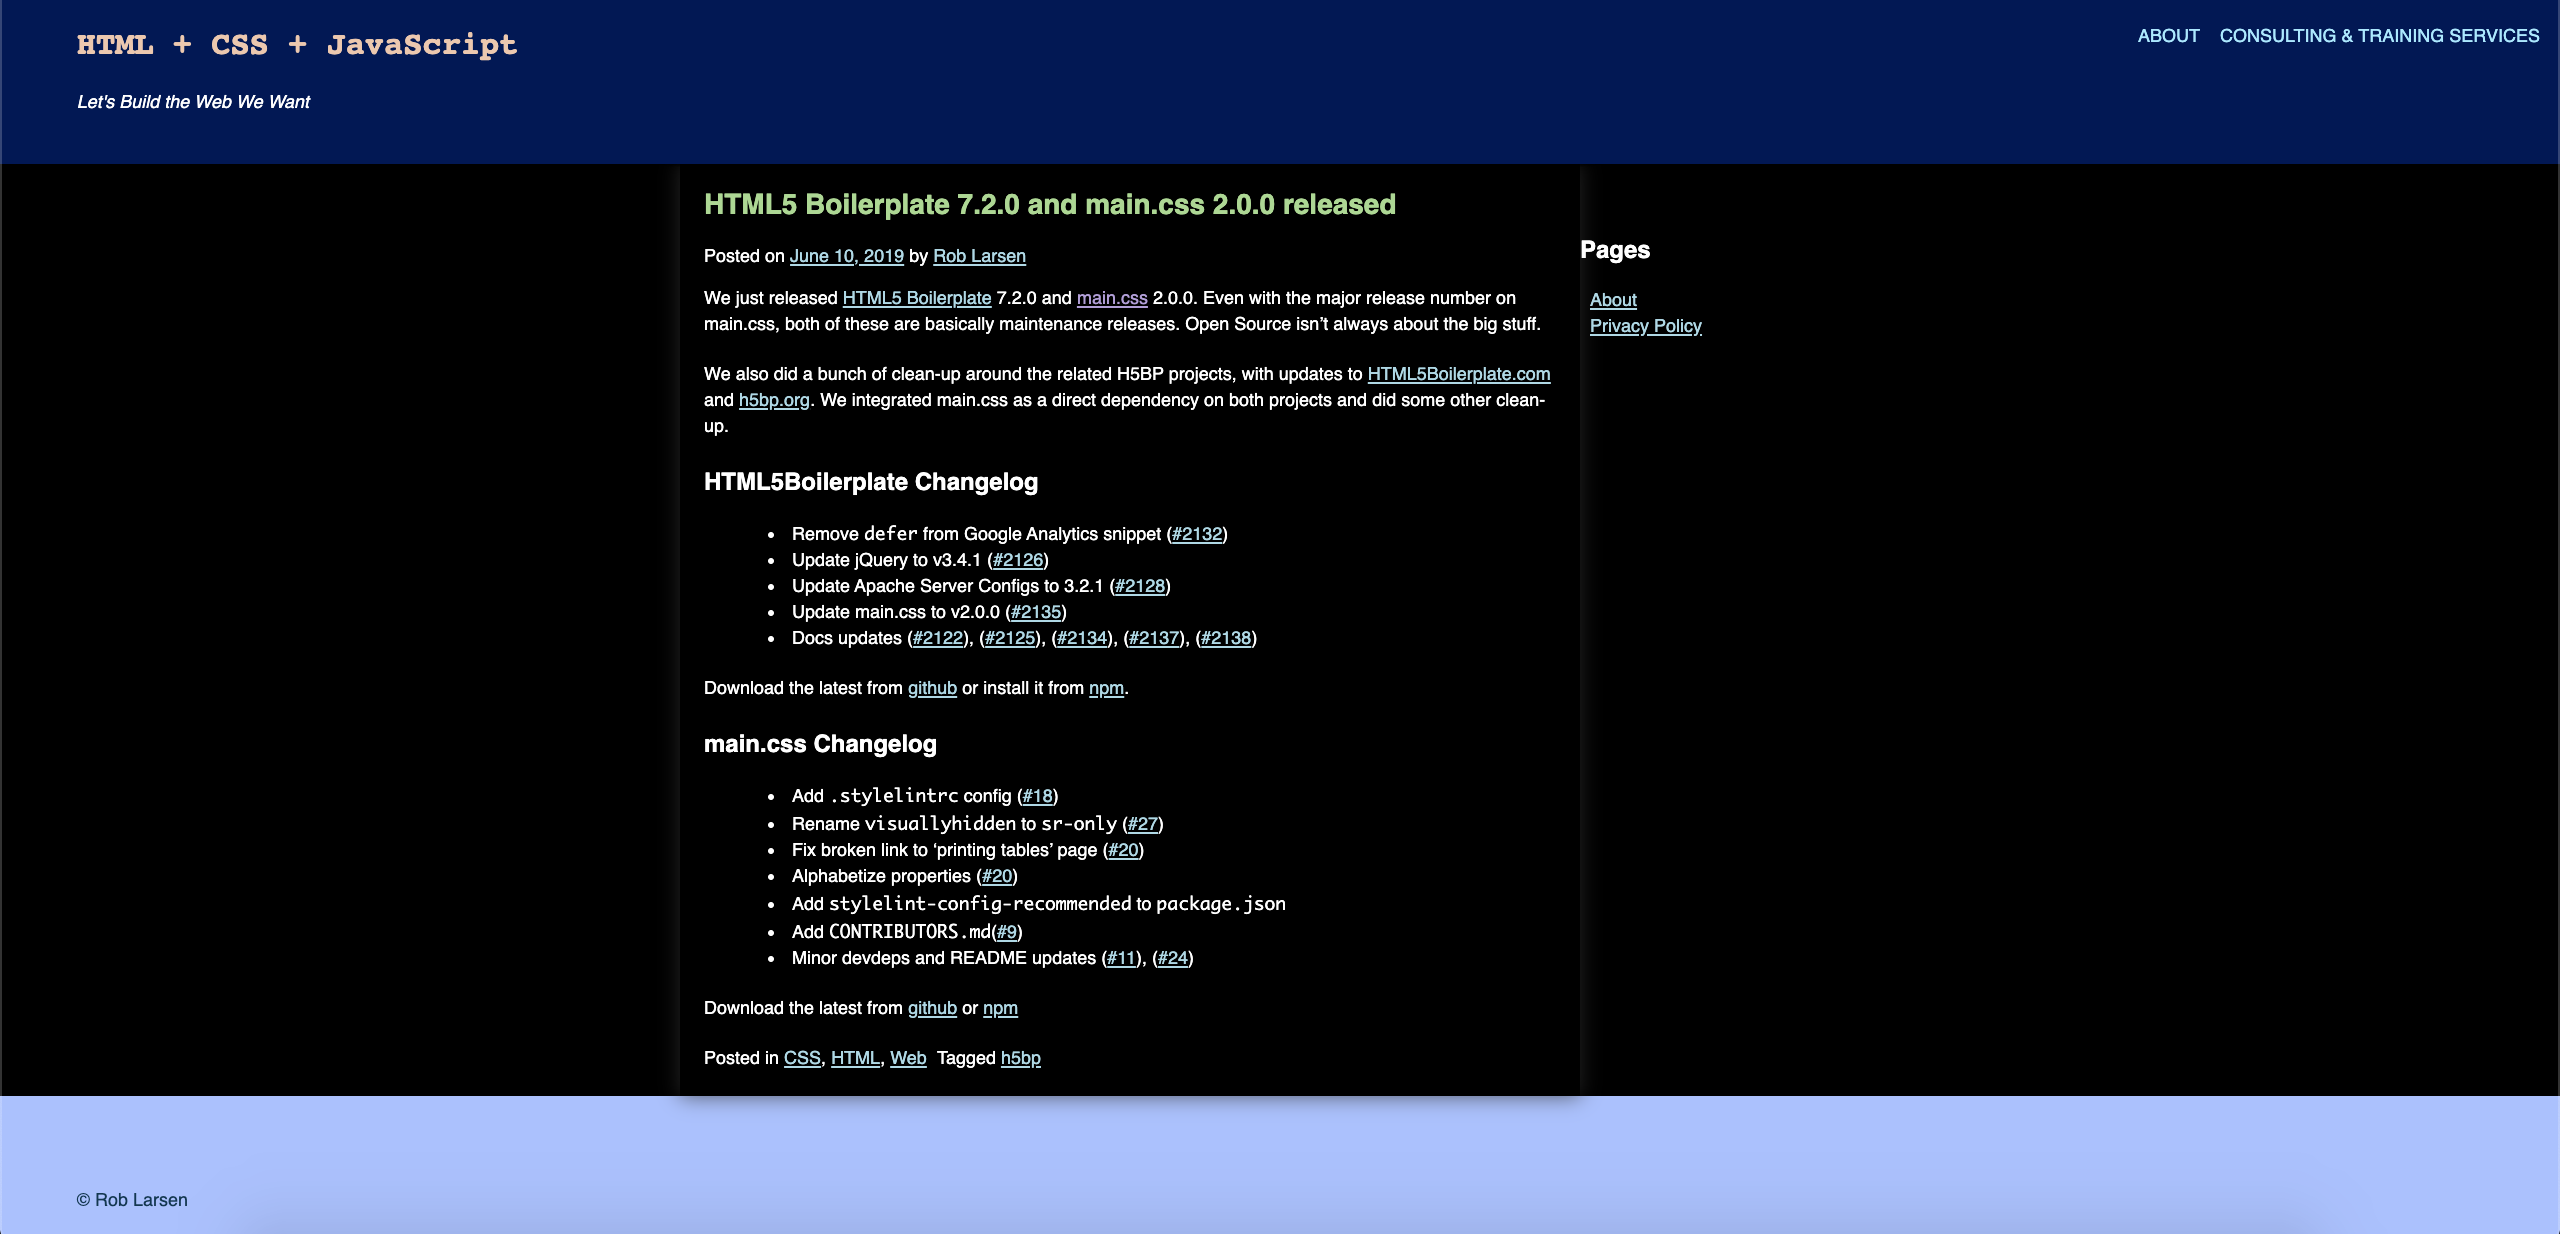 HTML + CSS + JavaScript
ABOUT CONSULTING & TRAINING SERVICES
Let's Build the Web We Want
HTML5 Boilerplate 7.2.0 and main.css 2.0.0 released
Posted on June 10, 2019 by Rob Larsen
We just released HTML5 Boilerplate 7.2.0 and main.css 2.0.0. Even with the major release number on
main.css, both of these are basically maintenance releases. Open Source isn’t always about the big stuff.
We also did a bunch of clean-up around the related H5BP projects, with updates to HTML5Boilerplate.com
and h5bp.org. We integrated main.css as a direct dependency on both projects and did some other clean-
up.
HTML5Boilerplate Changelog
• Remove defer from Google Analytics snippet (#2132)
• Update jQuery to v3.4.1 (#2126)
• Update Apache Server Configs to 3.2.1 (#2128)
• Update main.css to v2.0.0 (#2135)
• Docs updates (#2122), (#2125), (#2134), (#2137), (#2138)
Download the latest from github or install it from npm.
main.css Changelog
• Add .stylelintrc config (#18)
• Rename visuallyhidden to sr-only (#27)
• Fix broken link to ‘printing tables’ page (#20)
• Alphabetize properties (#20)
• Add stylelint-config-recommended to package.json
• Add CONTRIBUTORS.md(#9)
• Minor devdeps and README updates (#11), (#24)
Download the latest from github or npm
Posted in CSS, HTML, Web Tagged h5bp
Pages
About
Privacy Policy
© Rob Larsen